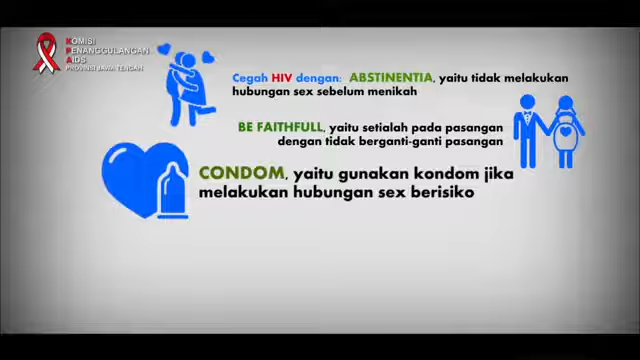 KOMISI
PENANGGULANGAN
AIDS
PROVINSI JAWA TENGAH
Cegah HIV dengan: ABSTINENTIA, yaitu tidak melakukan
hubungan sex sebelum menikah
BE FAITHFULL, yaitu setialah pada pasangan
dengan tidak berganti-ganti pasangan
CONDOM, yaitu gunakan kondom jika
melakukan hubungan sex berisiko